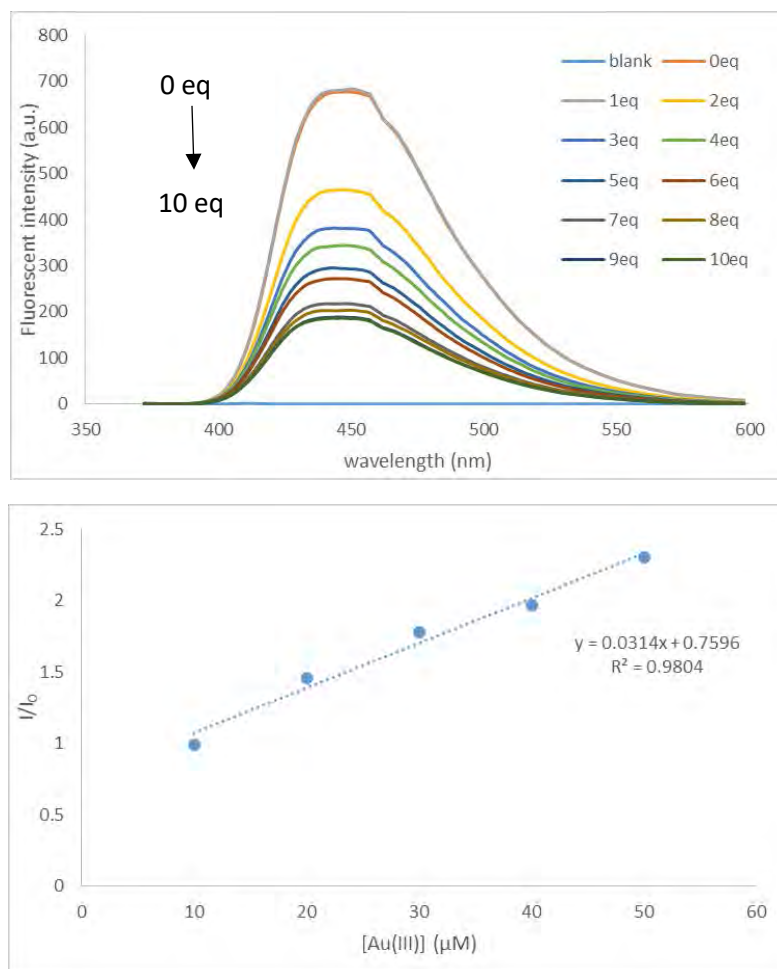 800
700
600
500
400
300
200
100
0
Fluorescent intensity (a.u.)
0 eq
10 eq
blank 0eq
1eq 2eq
3eq 4eq
5eq 6eq
7eq 8eq
9eq 10eq
350 400 450 500 550 600
wavelength (nm)
2.5
2
1.5
1
0.5
0
I/I₀
y = 0.0314x + 0.7596
R² = 0.9804
0 10 20 30 40 50 60
[Au(III)] (μM)